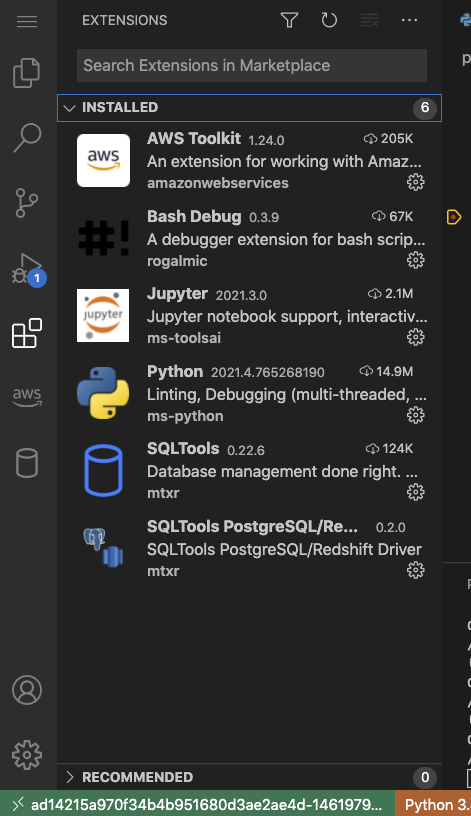 EXTENSIONS
Search Extensions in Marketplace
INSTALLED 6
aws AWS Toolkit 1.24.0 205K
An extension for working with Amaz...
amazonwebservices
#! Bash Debug 0.3.9 67K
A debugger extension for bash scrip...
rogalmic
1
jupyter Jupyter 2021.3.0 2.1M
Jupyter notebook support, interactiv...
ms-toolsai
Python 2021.4.765268190 14.9M
Linting, Debugging (multi-threaded, ...
ms-python
aws
SQLTools 0.22.6 124K
Database management done right. ...
mtxr
SQLTools PostgreSQL/Re... 0.2.0
SQLTools PostgreSQL/Redshift Driver
mtxr
RECOMMENDED 0
ad14215a970f34b4b951680d3ae2ae4d-1461979... Python 3.